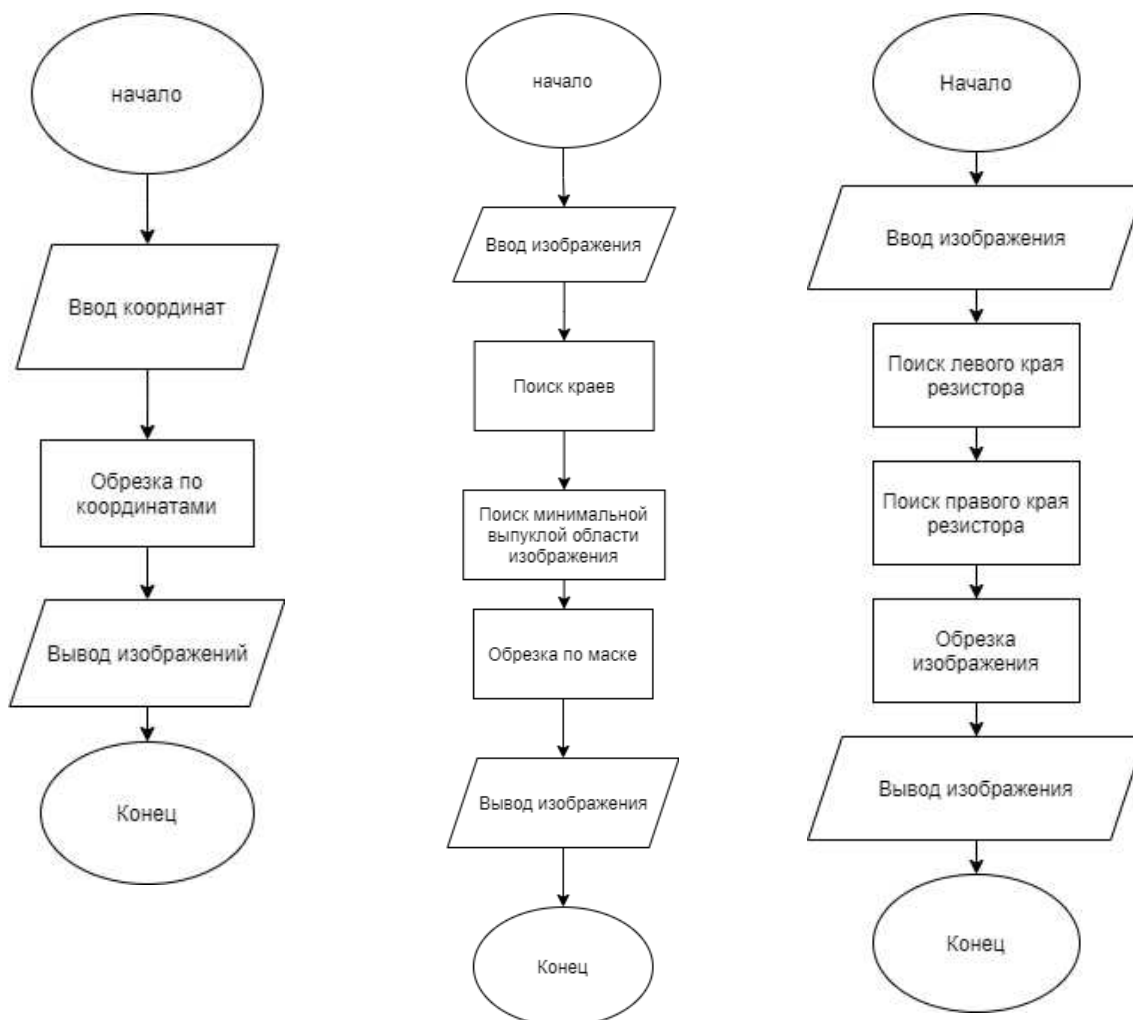 начало
Ввод координат
Обрезка по
координатами
Вывод изображений
Конец
начало
Ввод изображения
Поиск краев
Поиск минимальной
выпуклой области
изображения
Обрезка по маске
Вывод изображения
Конец
Начало
Ввод изображения
Поиск левого края
резистора
Поиск правого края
резистора
Обрезка
изображения
Вывод изображения
Конец